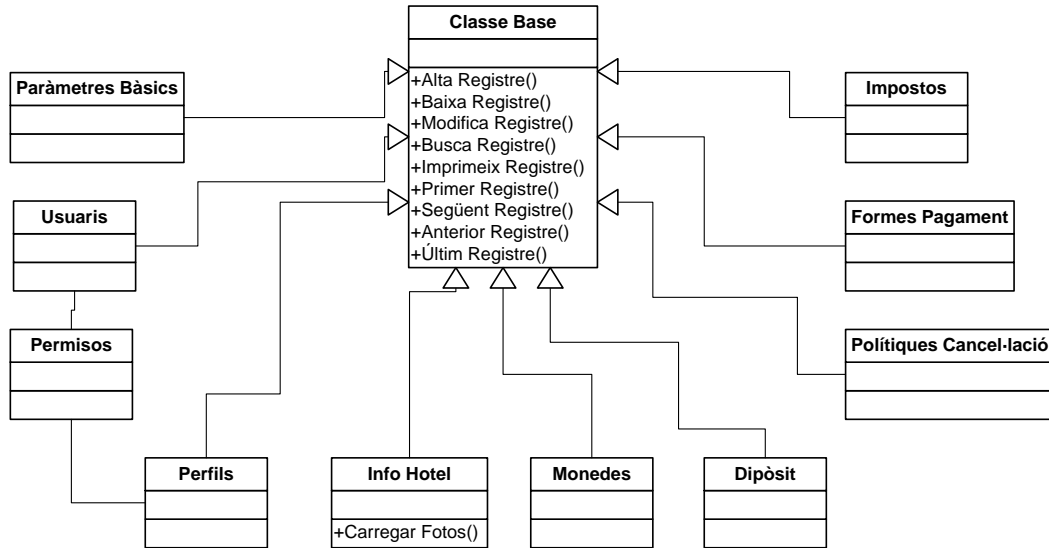 Classe Base
+Alta Registre()
+Baixa Registre()
+Modifica Registre()
+Busca Registre()
+Imprimeix Registre()
+Primer Registre()
+Següent Registre()
+Anterior Registre()
+Últim Registre()
Paràmetres Bàsics
Impostos
Usuaris
Formes Pagament
Permisos
Polítiques Cancel·lació
Perfils
Info Hotel
+Carregar Fotos()
Monedes
Dipòsit